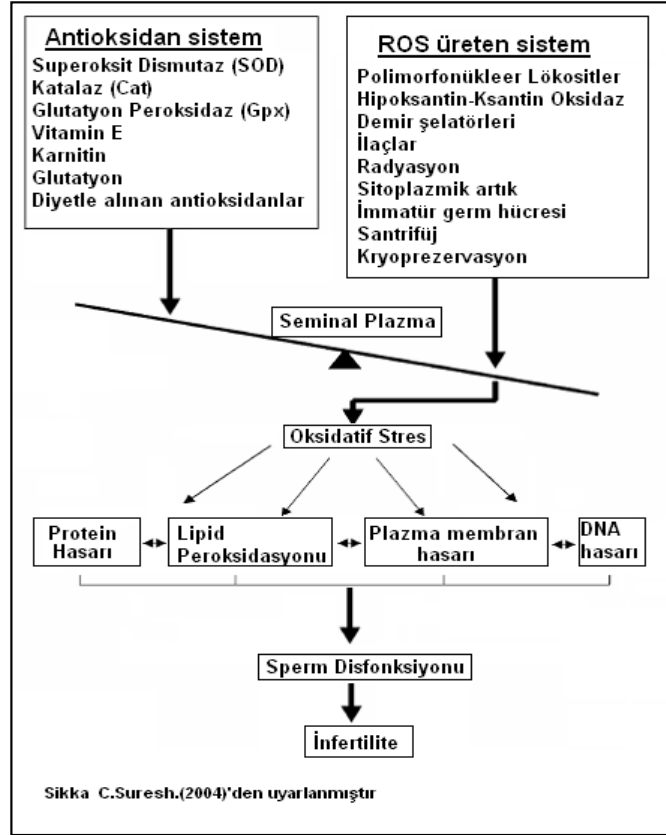 Antioksidan sistem
Superoksit Dismutaz (SOD)
Katalaz (Cat)
Glutatyon Peroksidaz (Gpx)
Vitamin E
Karnitin
Glutatyon
Diyetle alınan antioksidanlar
ROS üreten sistem
Polimorfonükleer Lökositler
Hipoksantin-Ksantin Oksidaz
Demir şelatörleri
İlaçlar
Radyasyon
Sitoplazmik artık
İmmatür germ hücresi
Santrifüj
Kryoprezervasyon
Seminal Plazma
Oksidatif Stres
Protein
Hasarı
Lipid
Peroksidasyonu
Plazma membran
hasarı
DNA
hasarı
Sperm Disfonksiyonu
İnfertilite
Sikka C.Suresh.(2004)'den uyarlanmıştır